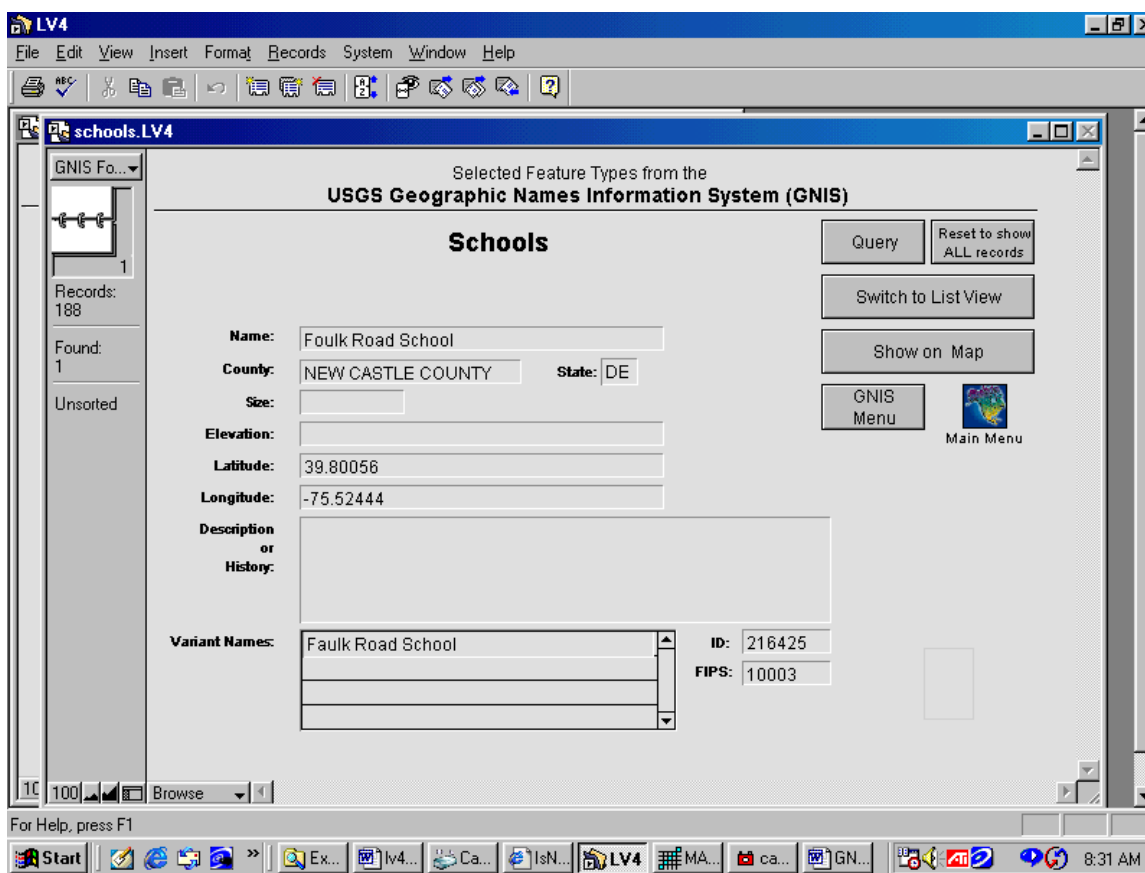 LV4
File Edit View Insert Format Records System Window Help
schools.LV4
GNIS Fo...
1
Records:
188
Found:
1
Unsorted
Selected Feature Types from the
USGS Geographic Names Information System (GNIS)
Schools
Query
Reset to show
ALL records
Switch to List View
Show on Map
GNIS
Menu
Main Menu
Name: Foulk Road School
County: NEW CASTLE COUNTY State: DE
Size:
Elevation:
Latitude: 39.80056
Longitude: -75.52444
Description
or
History:
Variant Names: Faulk Road School
ID: 216425
FIPS: 10003
100 Browse
For Help, press F1
Start Ex... lv4... Ca... IsN... LV4 MA... ca... GN... 8:31 AM